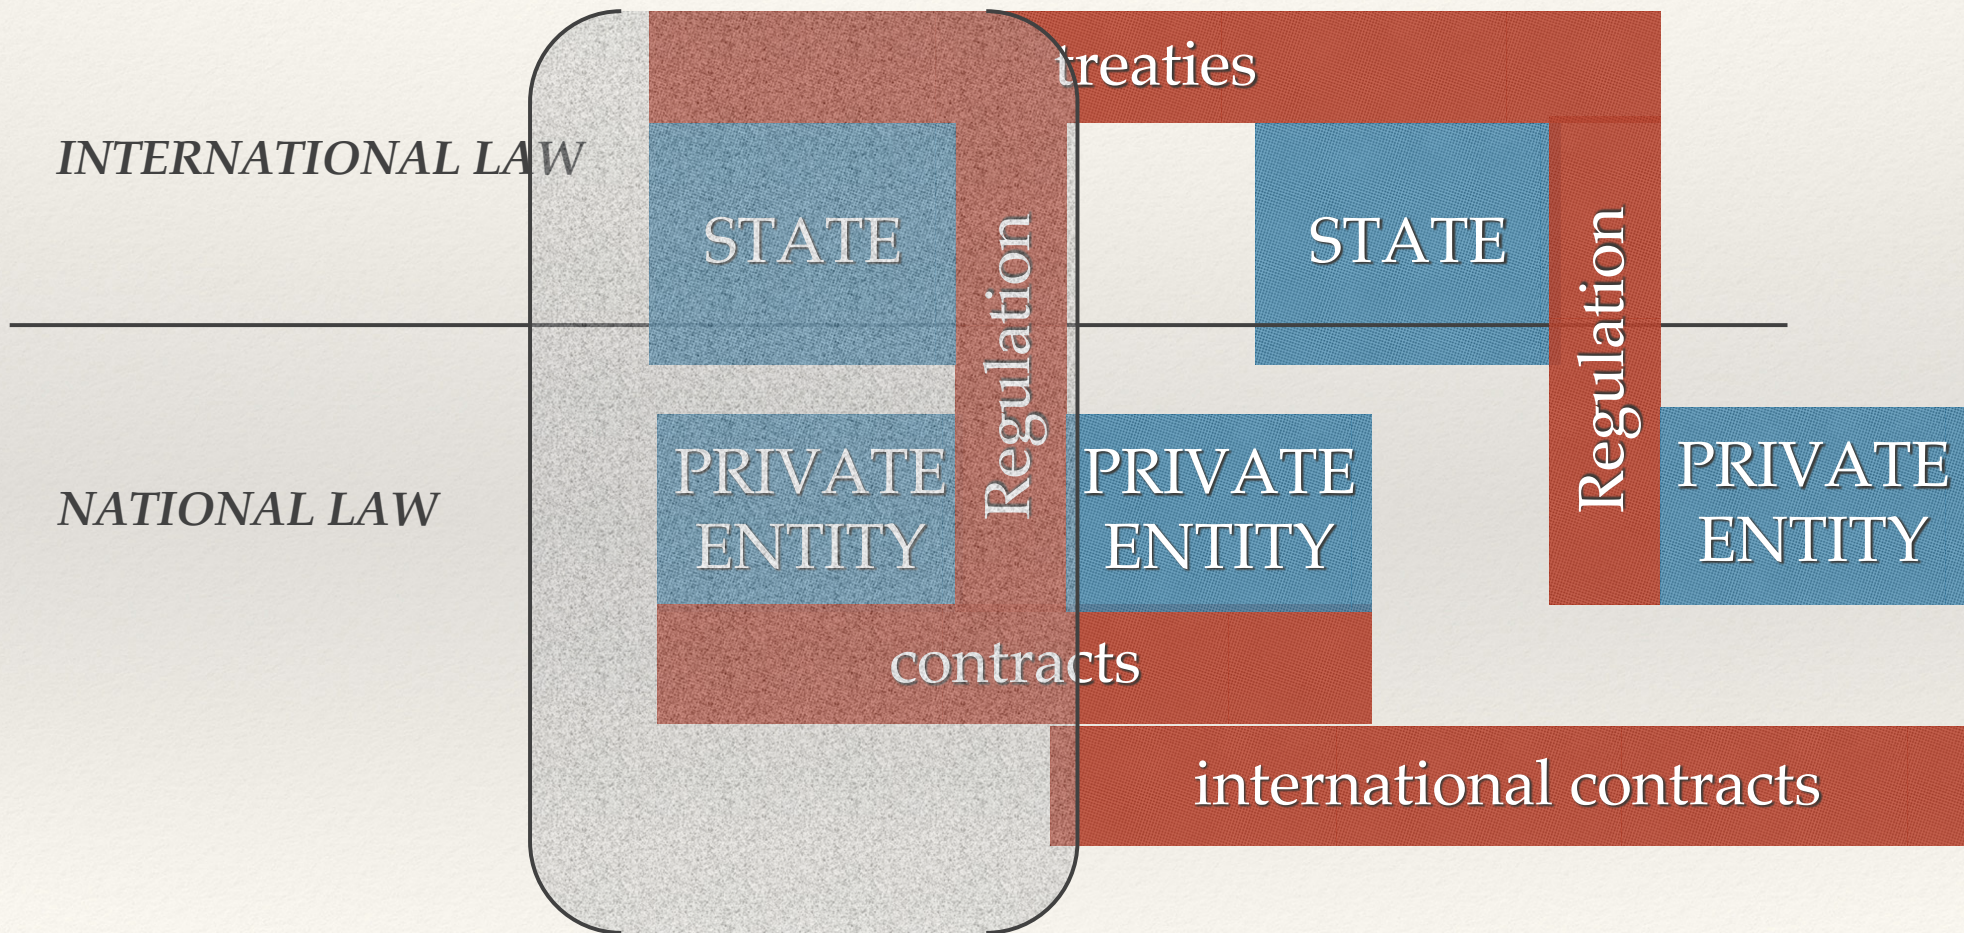 treaties
INTERNATIONAL LAW
STATE
Regulation
STATE
Regulation
NATIONAL LAW
PRIVATE
ENTITY
PRIVATE
ENTITY
PRIVATE
ENTITY
contracts
international contracts